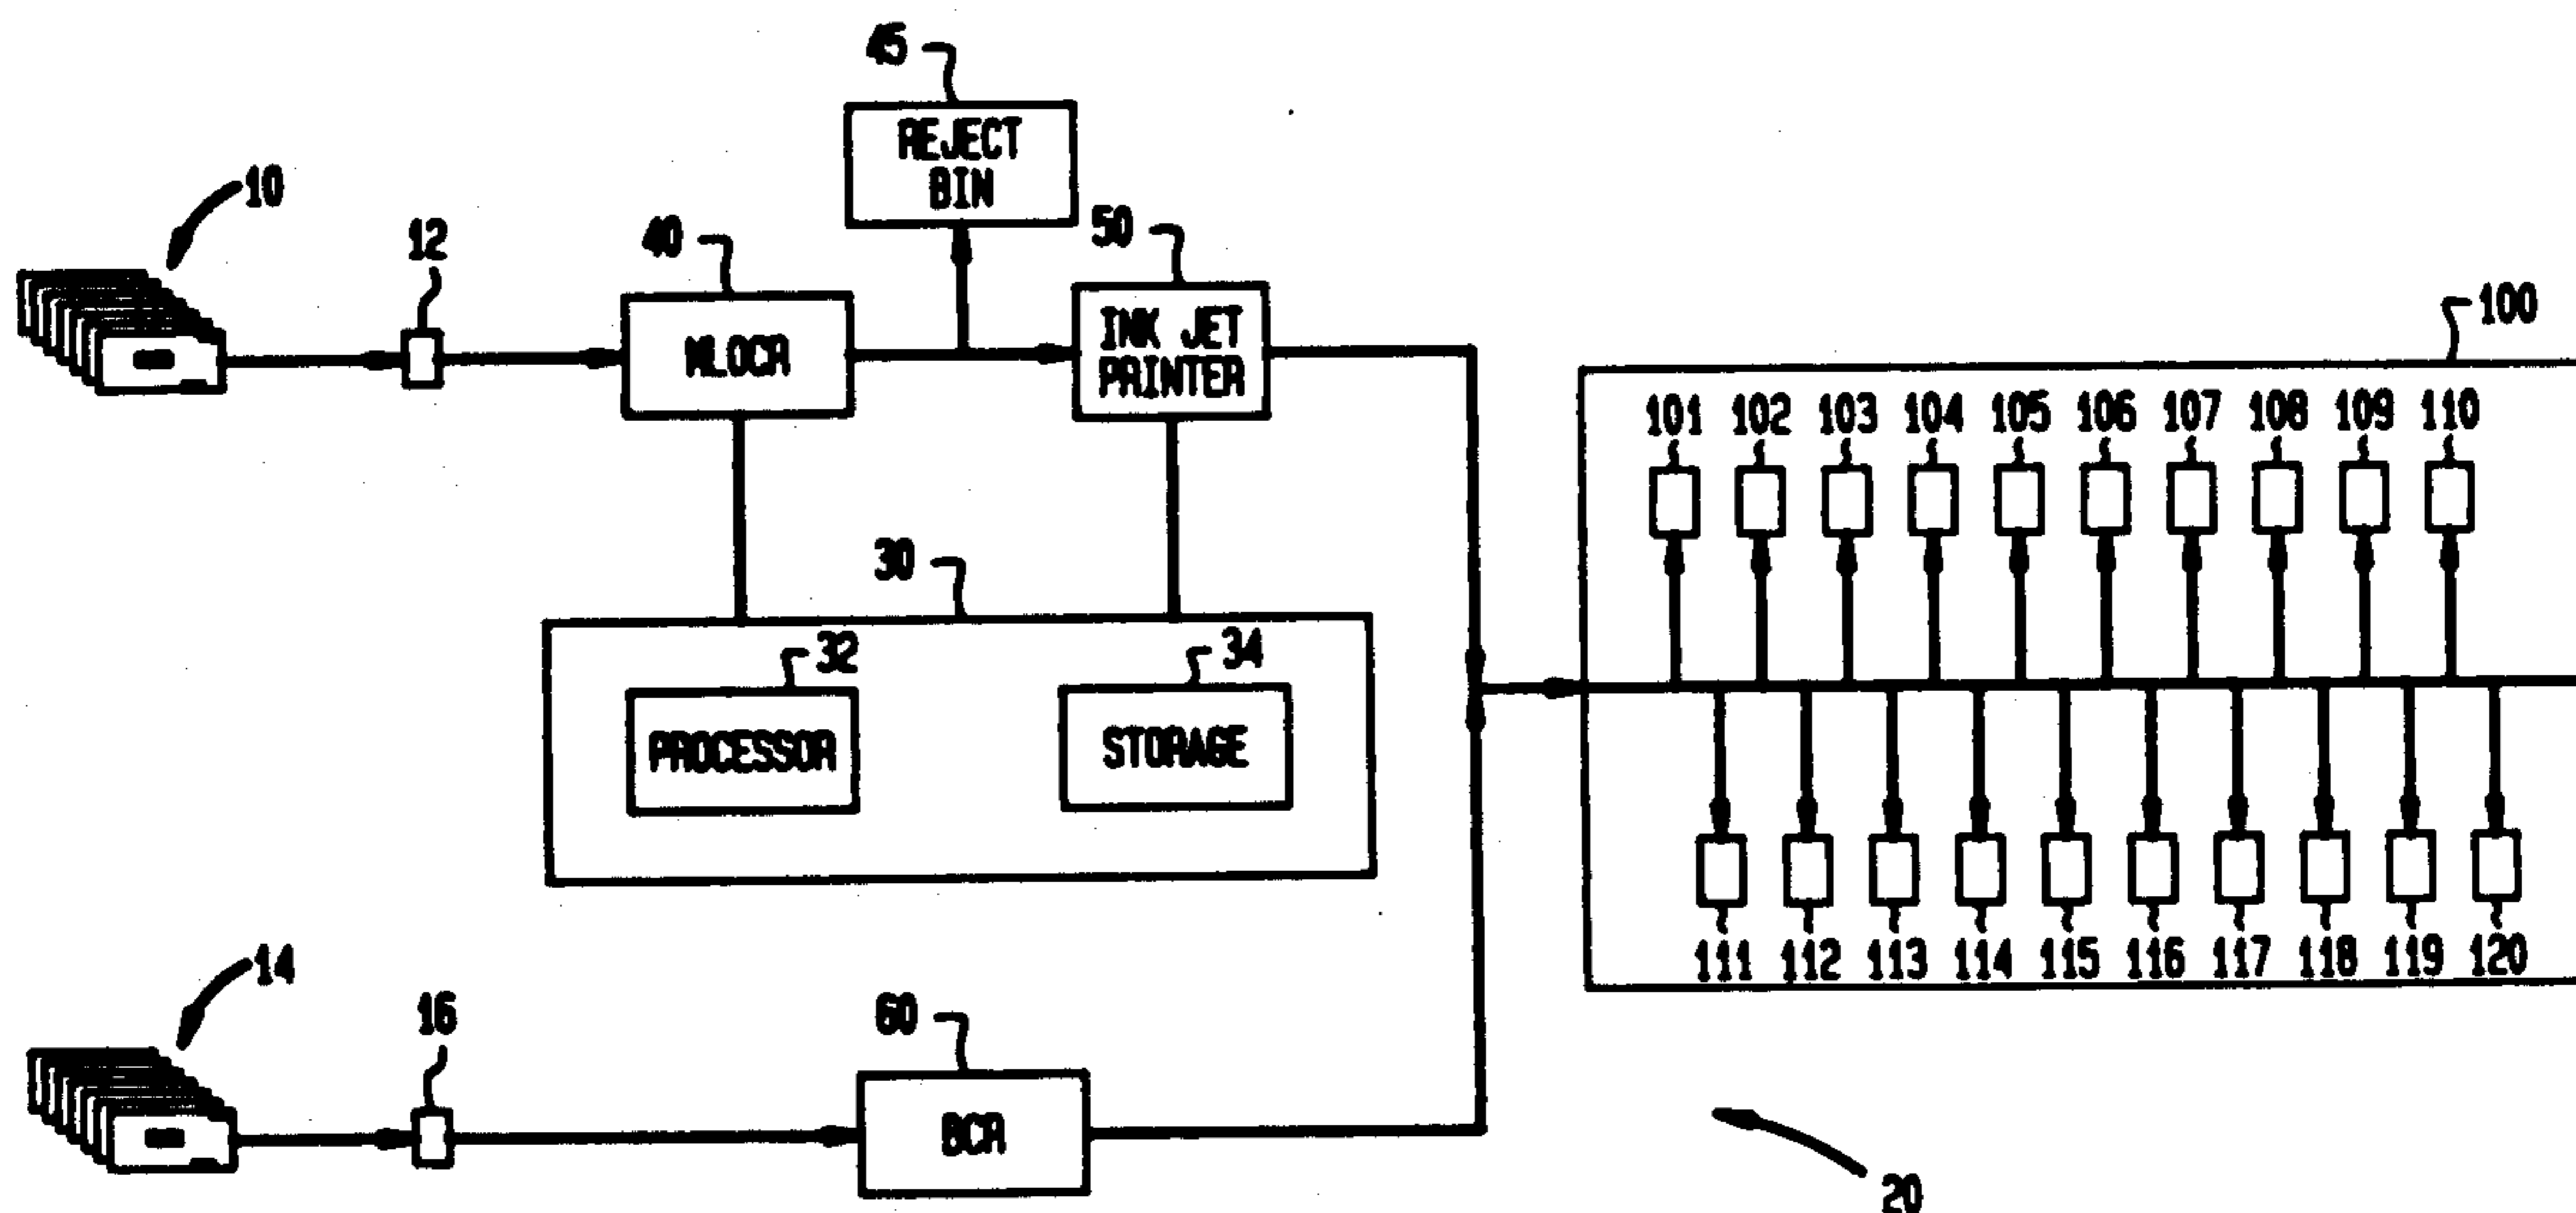 45
REJECT
BIN
10
12
40
50
MLOCR
INK JET
PRINTER
100
101 102 103 104 105 106 107 108 109 110
30
32
34
PROCESSOR
STORAGE
111 112 113 114 115 116 117 118 119 120
14
16
60
BCR
20